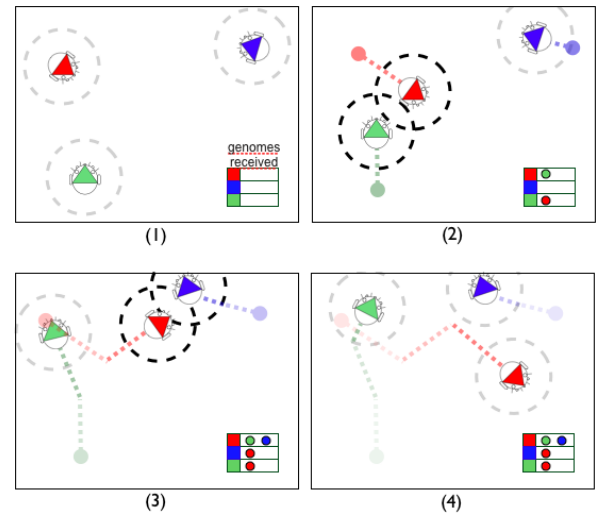 genomes
received
(1)
(2)
(3)
(4)